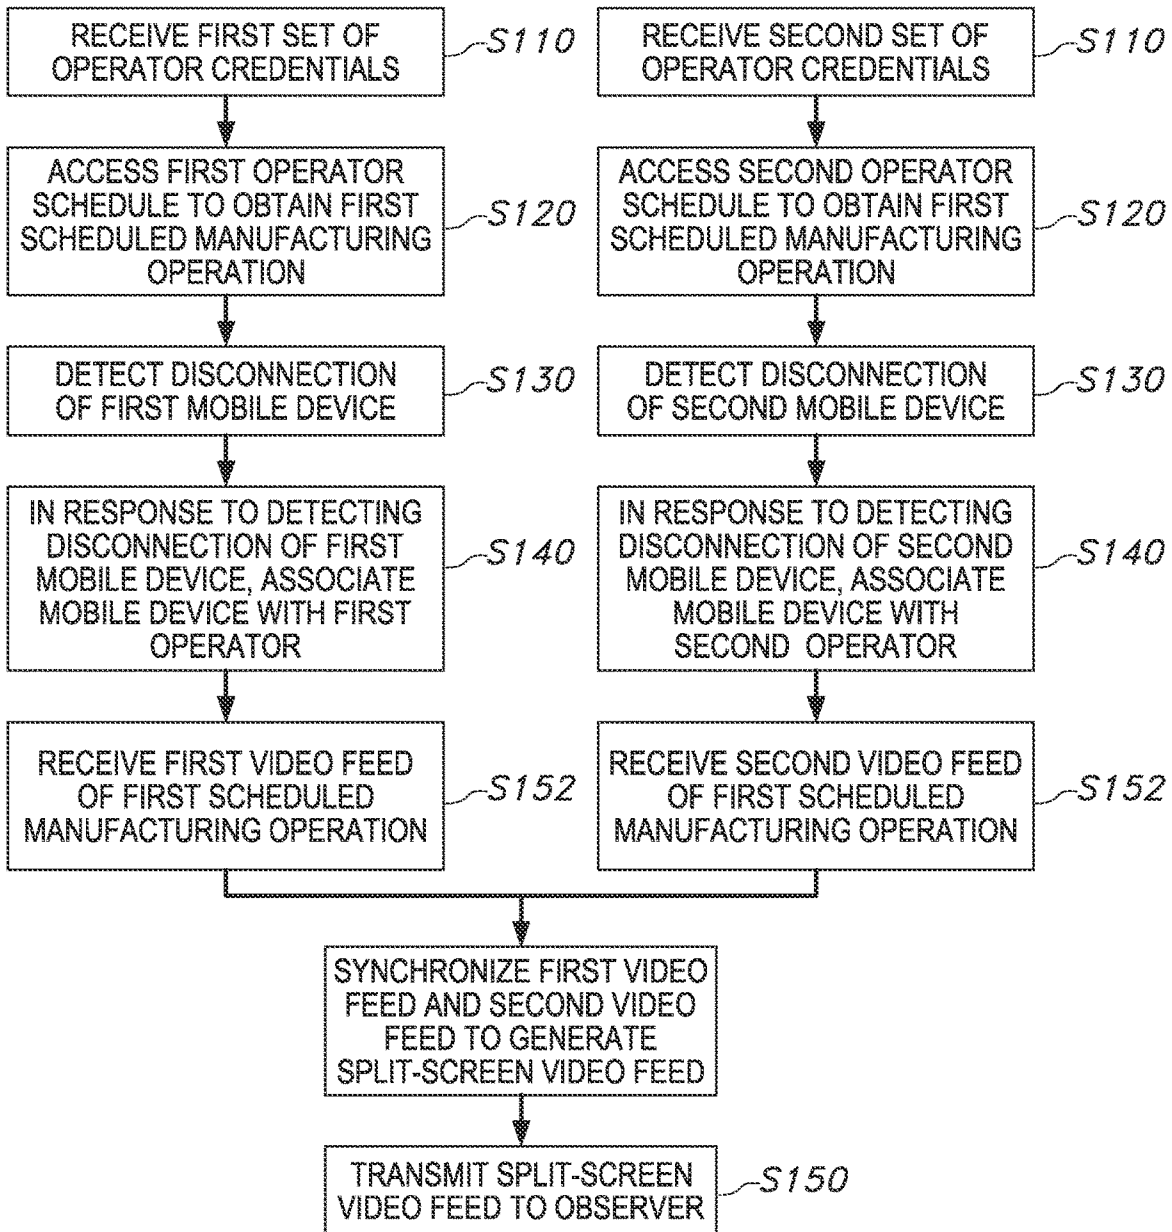 RECEIVE FIRST SET OF
OPERATOR CREDENTIALS
S110
ACCESS FIRST OPERATOR
SCHEDULE TO OBTAIN FIRST
SCHEDULED MANUFACTURING
OPERATION
S120
DETECT DISCONNECTION
OF FIRST MOBILE DEVICE
S130
IN RESPONSE TO DETECTING
DISCONNECTION OF FIRST
MOBILE DEVICE, ASSOCIATE
MOBILE DEVICE WITH FIRST
OPERATOR
S140
RECEIVE FIRST VIDEO FEED
OF FIRST SCHEDULED
MANUFACTURING OPERATION
S152
RECEIVE SECOND SET OF
OPERATOR CREDENTIALS
S110
ACCESS SECOND OPERATOR
SCHEDULE TO OBTAIN FIRST
SCHEDULED MANUFACTURING
OPERATION
S120
DETECT DISCONNECTION
OF SECOND MOBILE DEVICE
S130
IN RESPONSE TO DETECTING
DISCONNECTION OF SECOND
MOBILE DEVICE, ASSOCIATE
MOBILE DEVICE WITH
SECOND OPERATOR
S140
RECEIVE SECOND VIDEO FEED
OF FIRST SCHEDULED
MANUFACTURING OPERATION
S152
SYNCHRONIZE FIRST VIDEO
FEED AND SECOND VIDEO
FEED TO GENERATE
SPLIT-SCREEN VIDEO FEED
TRANSMIT SPLIT-SCREEN
VIDEO FEED TO OBSERVER
S150